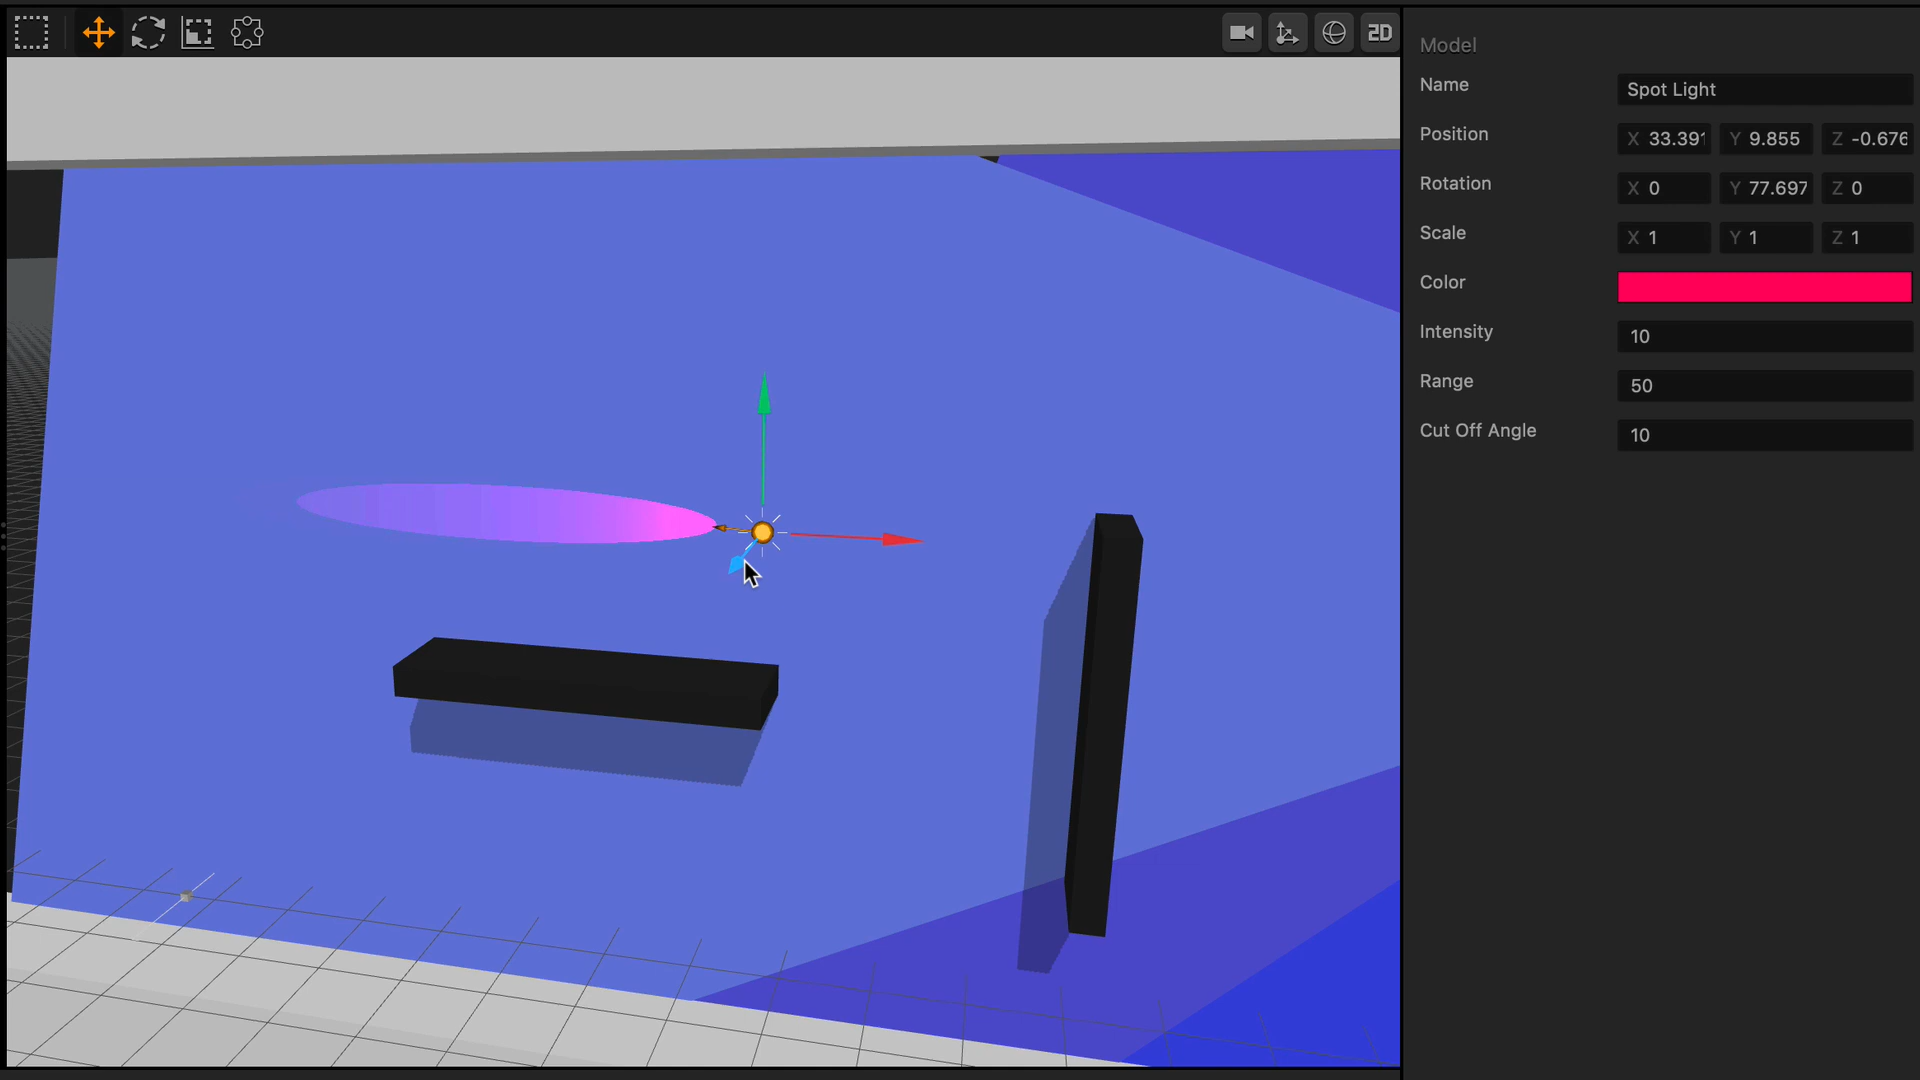 2D
Model
Name Spot Light
Position X 33.391 Y 9.855 Z -0.676
Rotation X 0 Y 77.697 Z 0
Scale X 1 Y 1 Z 1
Color
Intensity 10
Range 50
Cut Off Angle 10